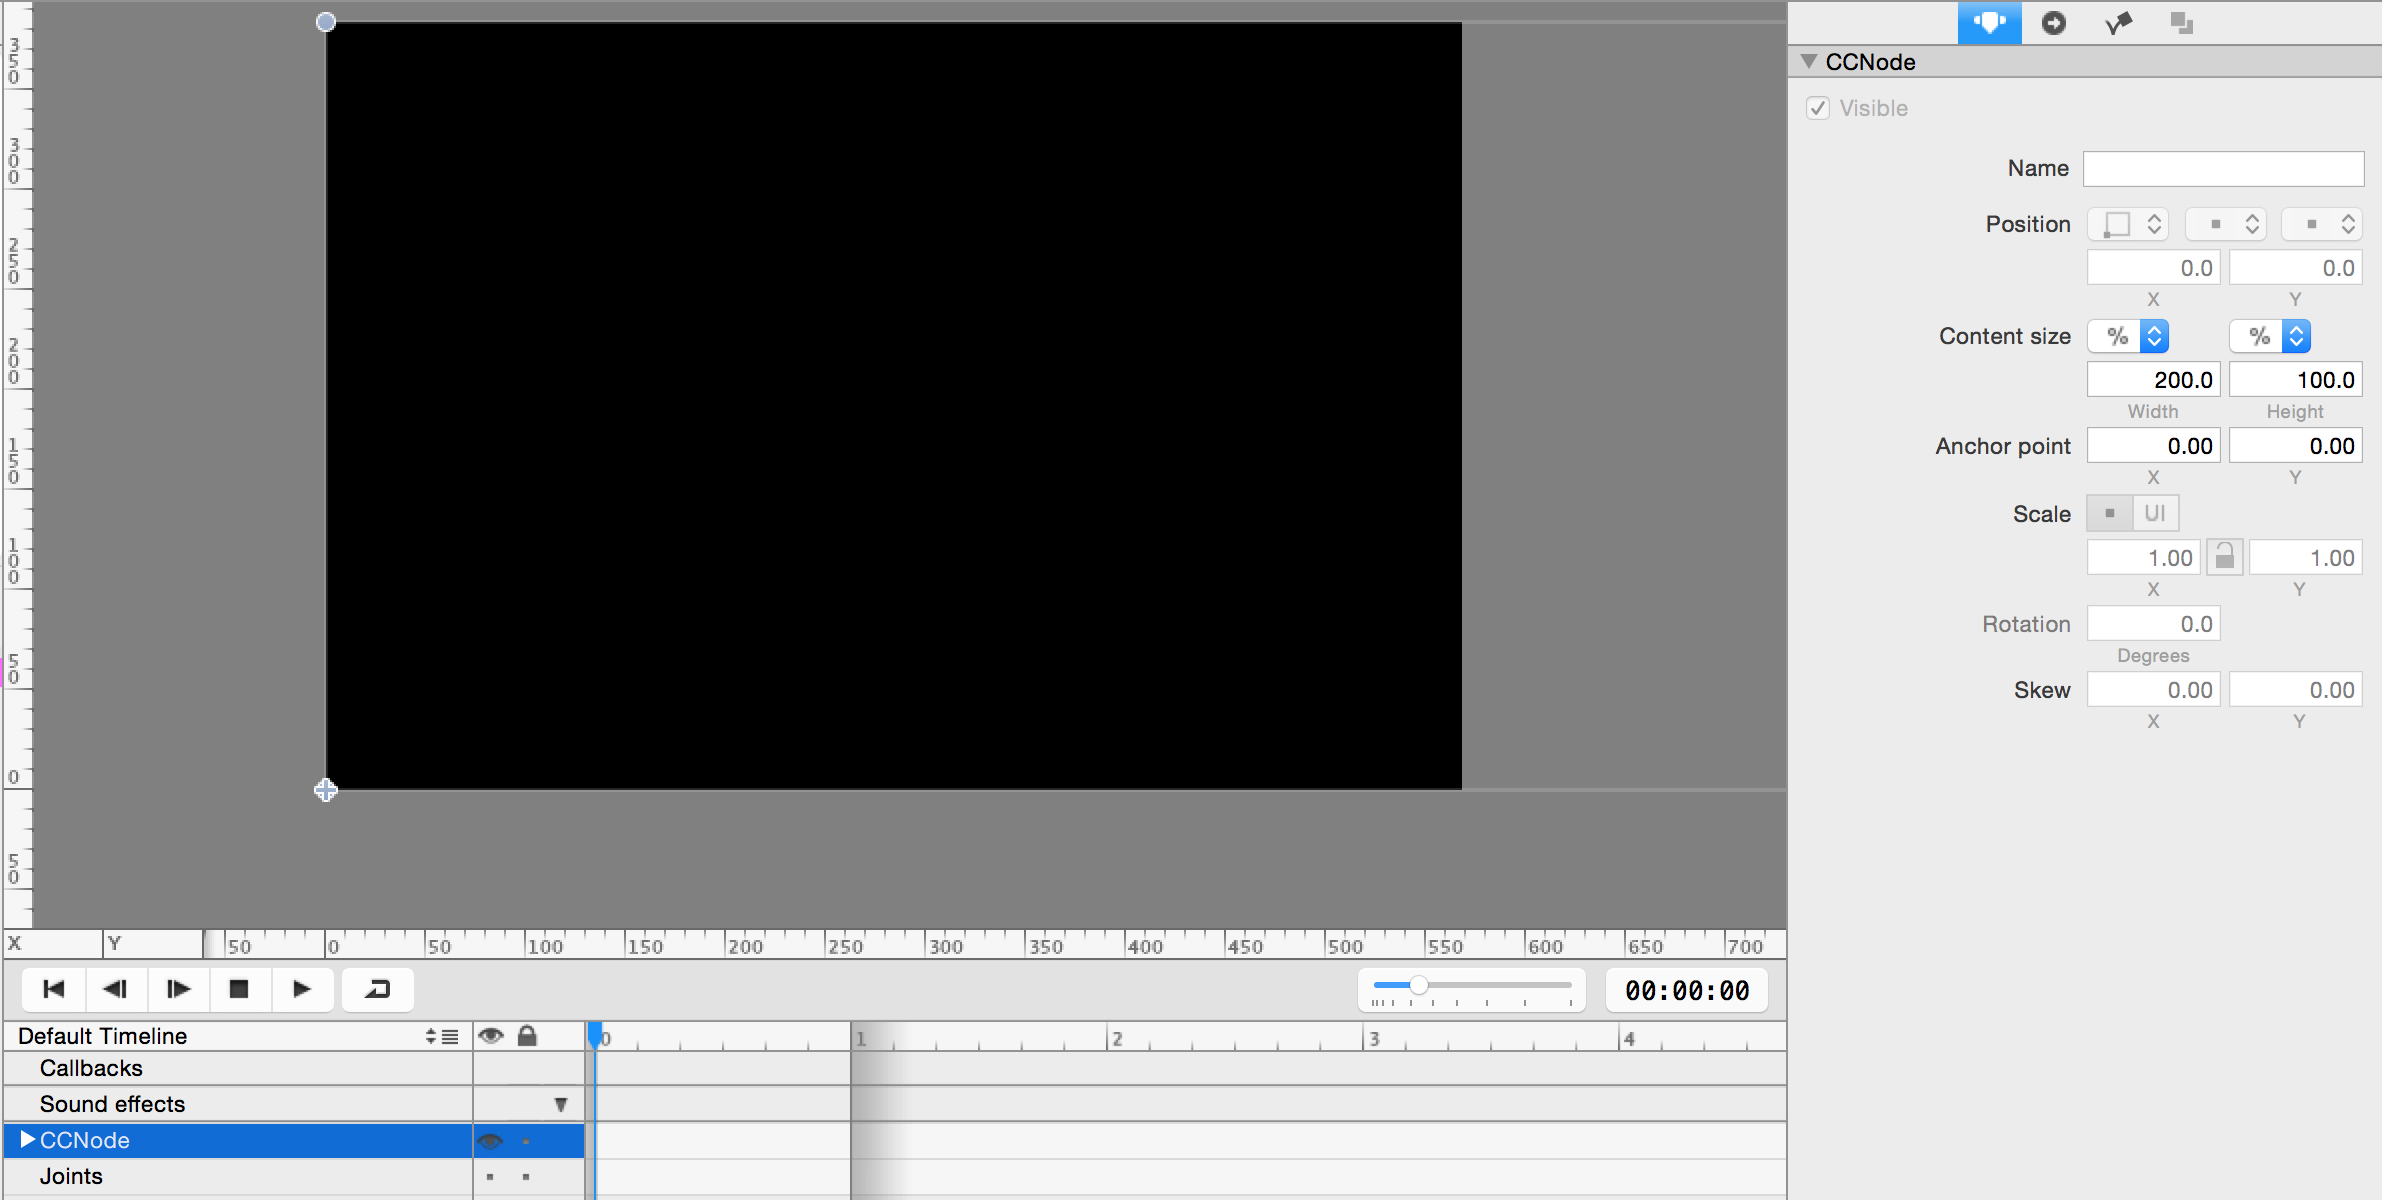 CCNode
Visible
Name
Position
0.0 0.0
X Y
Content size % %
200.0 100.0
Width Height
Anchor point 0.00 0.00
X Y
Scale UI
1.00 1.00
X Y
Rotation 0.0
Degrees
Skew 0.00 0.00
X Y
350
300
250
200
150
100
50
0
50
X Y 50 0 50 100 150 200 250 300 350 400 450 500 550 600 650 700
00:00:00
Default Timeline 0 1 2 3 4
Callbacks
Sound effects
CCNode
Joints